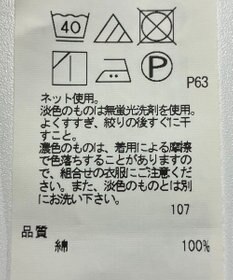 40
P
P63
ネット使用。
淡色のものは無蛍光洗剤を使用。
よくすすぎ、絞りの後すぐに干
すこと。
濃色のものは、着用による摩擦
で色落ちすることがありますの
で、組合せの衣服にご注意くだ
さい。また、淡色のものとは別
にお洗い下さい。
107
品質
綿 100%